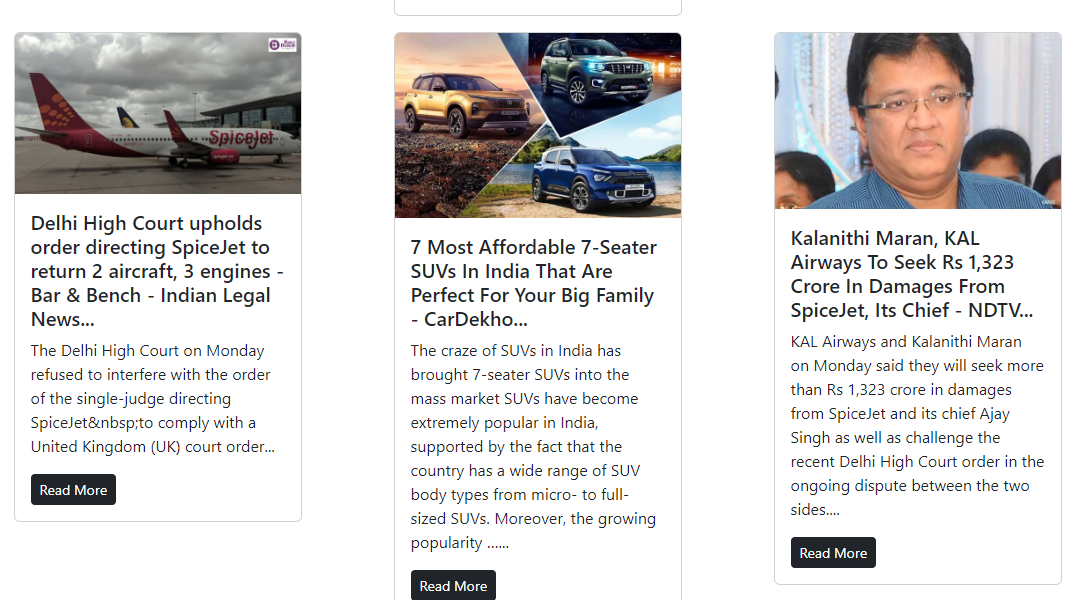 SpiceJet
Delhi High Court upholds
order directing SpiceJet to
return 2 aircraft, 3 engines -
Bar & Bench - Indian Legal
News...
The Delhi High Court on Monday
refused to interfere with the order
of the single-judge directing
SpiceJet&nbsp;to comply with a
United Kingdom (UK) court order...
Read More
7 Most Affordable 7-Seater
SUVs In India That Are
Perfect For Your Big Family
- CarDekho...
The craze of SUVs in India has
brought 7-seater SUVs into the
mass market SUVs have become
extremely popular in India,
supported by the fact that the
country has a wide range of SUV
body types from micro- to full-
sized SUVs. Moreover, the growing
popularity ......
Read More
IANS
Kalanithi Maran, KAL
Airways To Seek Rs 1,323
Crore In Damages From
SpiceJet, Its Chief - NDTV...
KAL Airways and Kalanithi Maran
on Monday said they will seek more
than Rs 1,323 crore in damages
from SpiceJet and its chief Ajay
Singh as well as challenge the
recent Delhi High Court order in the
ongoing dispute between the two
sides....
Read More